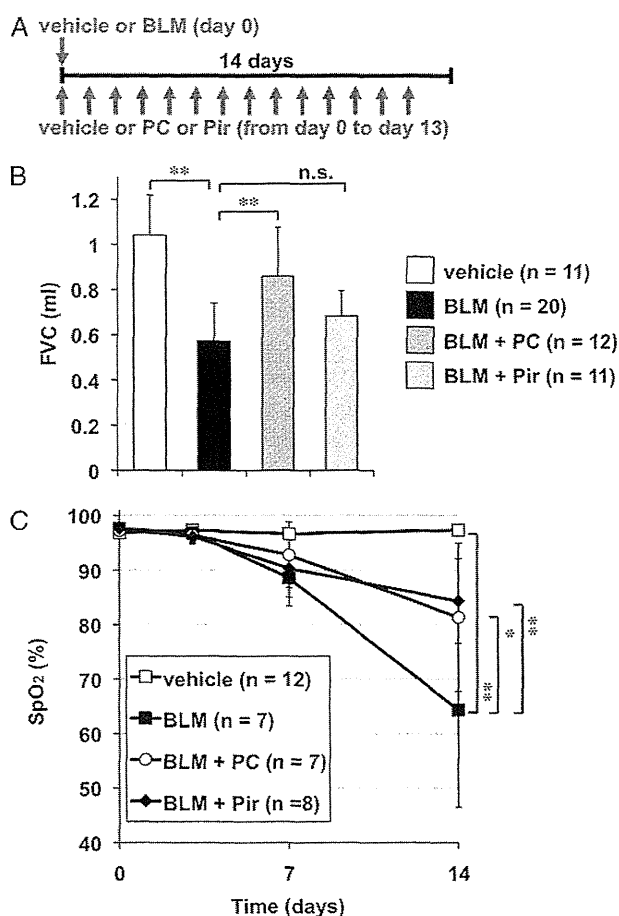 A
vehicle or BLM (day 0)
14 days
vehicle or PC or Pir (from day 0 to day 13)
B
**
**
n.s.
1.2
1
0.8
0.6
0.4
0.2
0
FVC (ml)
vehicle (n = 11)
BLM (n = 20)
BLM + PC (n = 12)
BLM + Pir (n = 11)
C
100
90
80
70
60
50
40
SpO2 (%)
vehicle (n = 12)
BLM (n = 7)
BLM + PC (n = 7)
BLM + Pir (n =8)
**
*
**
0
7
14
Time (days)